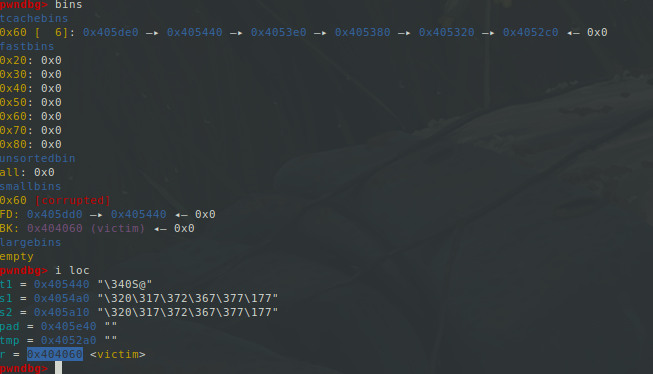 pwndbg> bins
tcachebins
0x60 [  6]: 0x405de0 —▸ 0x405440 —▸ 0x4053e0 —▸ 0x405380 —▸ 0x405320 —▸ 0x4052c0 ◂— 0x0
fastbins
0x20: 0x0
0x30: 0x0
0x40: 0x0
0x50: 0x0
0x60: 0x0
0x70: 0x0
0x80: 0x0
unsortedbin
all: 0x0
smallbins
0x60 [corrupted]
FD: 0x405dd0 —▸ 0x405440 ◂— 0x0
BK: 0x404060 (victim) ◂— 0x0
largebins
empty
pwndbg> i loc
t1 = 0x405440 "\340S@"
s1 = 0x4054a0 "\320\317\372\367\377\177"
s2 = 0x405a10 "\320\317\372\367\377\177"
pad = 0x405e40 ""
tmp = 0x4052a0 ""
r = 0x404060 <victim>
pwndbg>